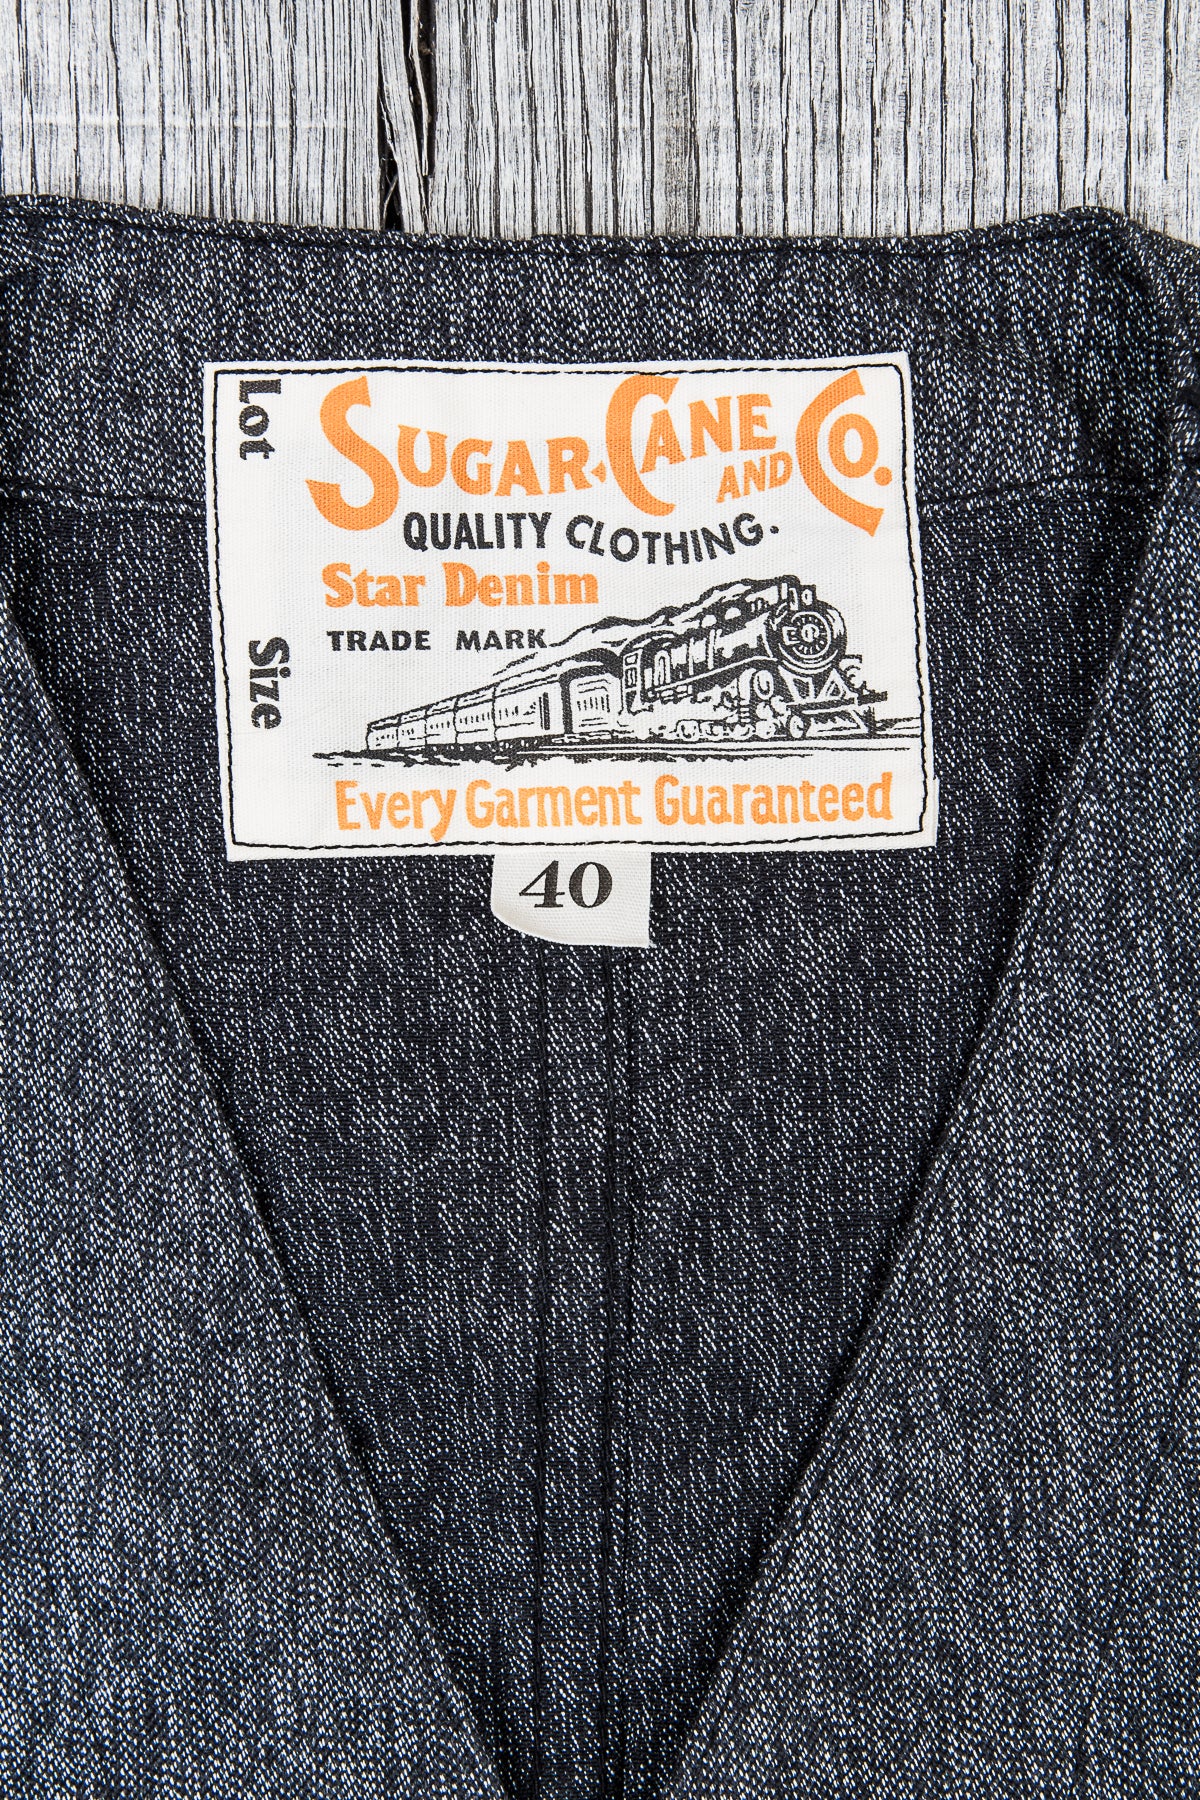 Lot
Size
SUGAR CANE AND CO.
QUALITY CLOTHING.
Star Denim
TRADE MARK
Every Garment Guaranteed
40